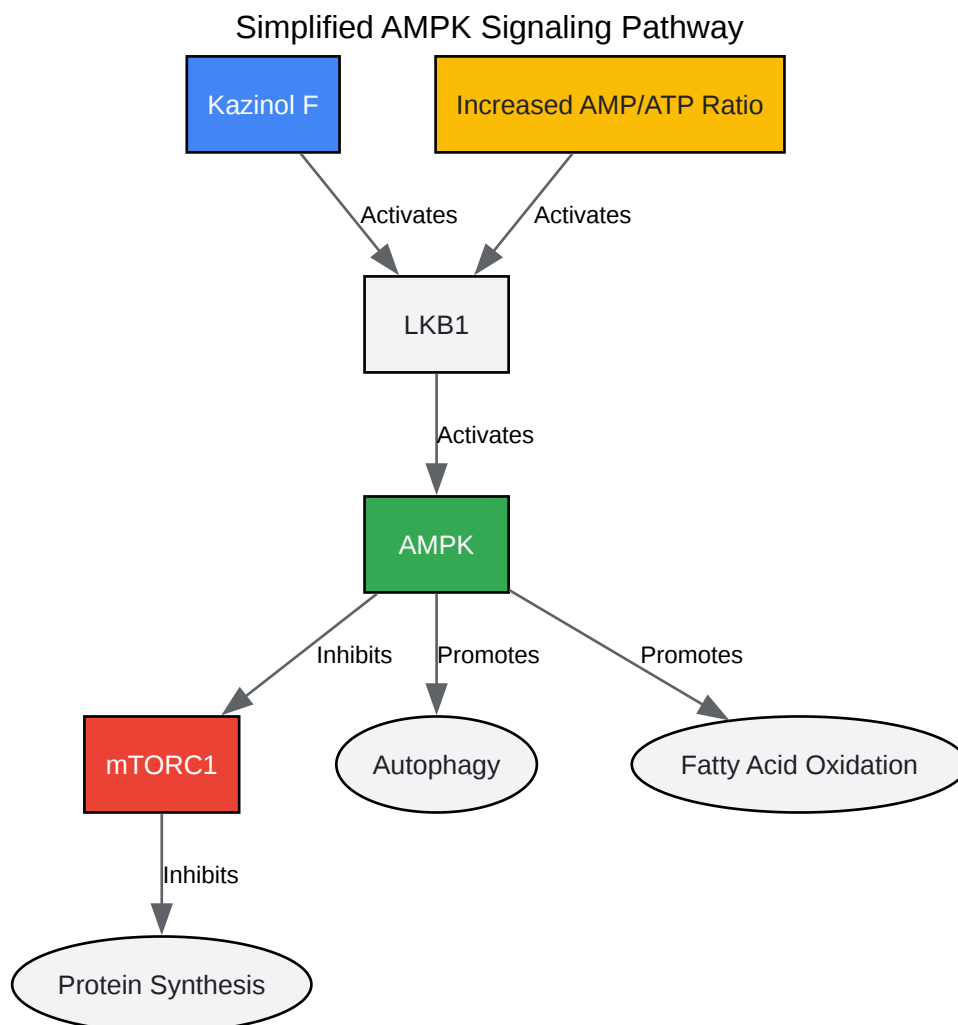 Simplified AMPK Signaling Pathway
Kazinol F
Increased AMP/ATP Ratio
Activates
Activates
LKB1
Activates
AMPK
Inhibits
Promotes
Promotes
mTORC1
Autophagy
Fatty Acid Oxidation
Inhibits
Protein Synthesis